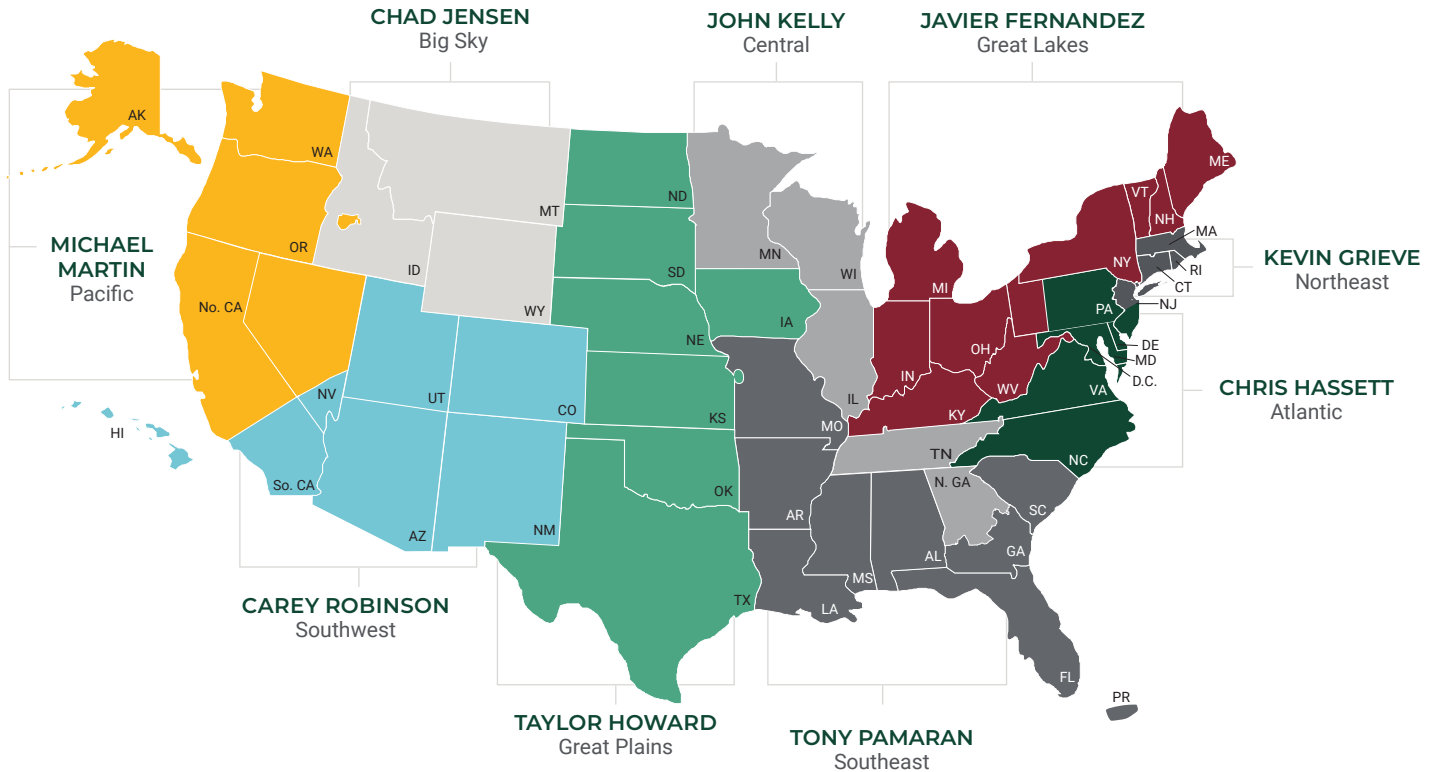 CHAD JENSEN
Big Sky
JOHN KELLY
Central
JAVIER FERNANDEZ
Great Lakes
MICHAEL
MARTIN
Pacific
KEVIN GRIEVE
Northeast
CHRIS HASSETT
Atlantic
CAREY ROBINSON
Southwest
TAYLOR HOWARD
Great Plains
TONY PAMARAN
Southeast
AK
WA
OR
No. CA
NV
So. CA
HI
ID
MT
WY
UT
CO
AZ
NM
ND
SD
NE
IA
KS
OK
TX
MN
WI
IL
TN
N. GA
MO
AR
LA
MS
AL
GA
SC
FL
PR
MI
IN
OH
KY
WV
NY
VT
NH
ME
MA
RI
CT
NJ
PA
DE
MD
D.C.
VA
NC